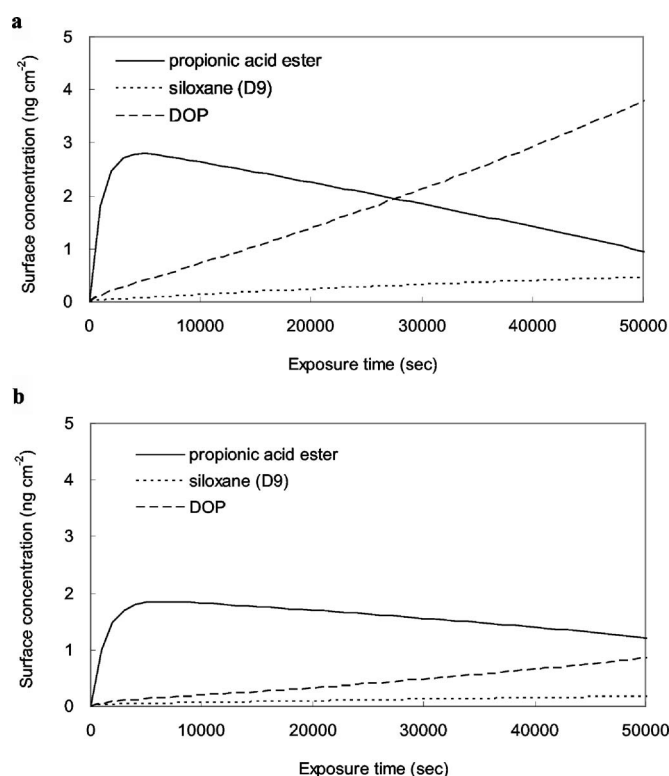 a
5
4
3
2
1
0
Surface concentration (ng cm⁻²)
propionic acid ester
siloxane (D9)
DOP
0 10000 20000 30000 40000 50000
Exposure time (sec)
b
5
4
3
2
1
0
Surface concentration (ng cm⁻²)
propionic acid ester
siloxane (D9)
DOP
0 10000 20000 30000 40000 50000
Exposure time (sec)